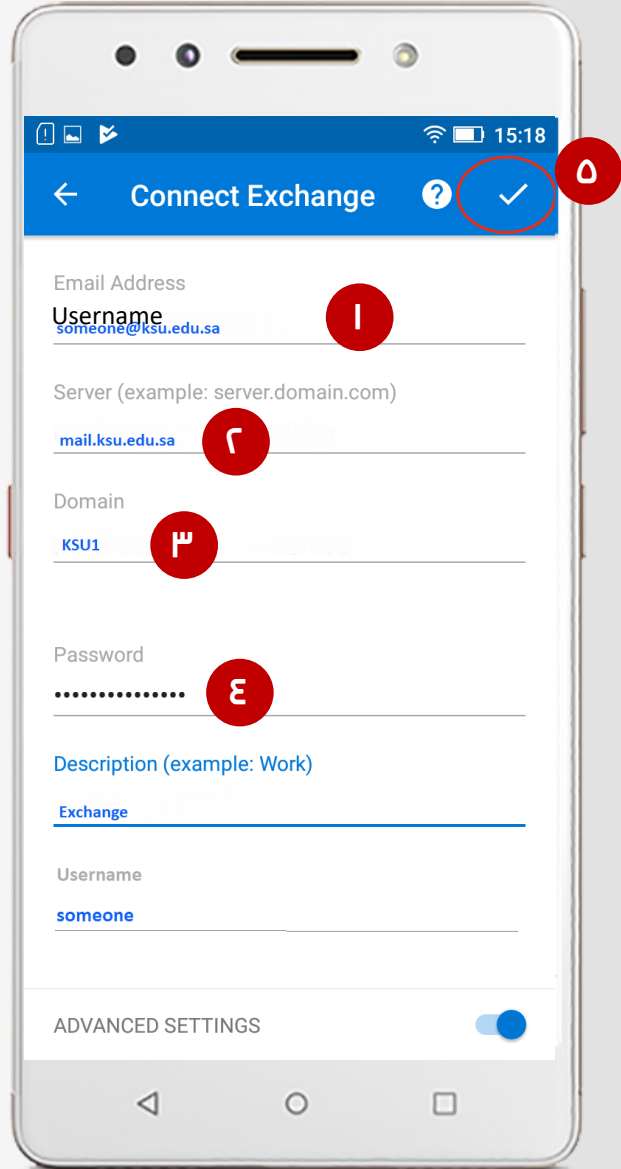 15:18
Connect Exchange ? ٥
Email Address
Username
someone@ksu.edu.sa ١
Server (example: server.domain.com)
mail.ksu.edu.sa ٢
Domain
KSU1 ٣
Password
••••••••••••••• ٤
Description (example: Work)
Exchange
Username
someone
ADVANCED SETTINGS